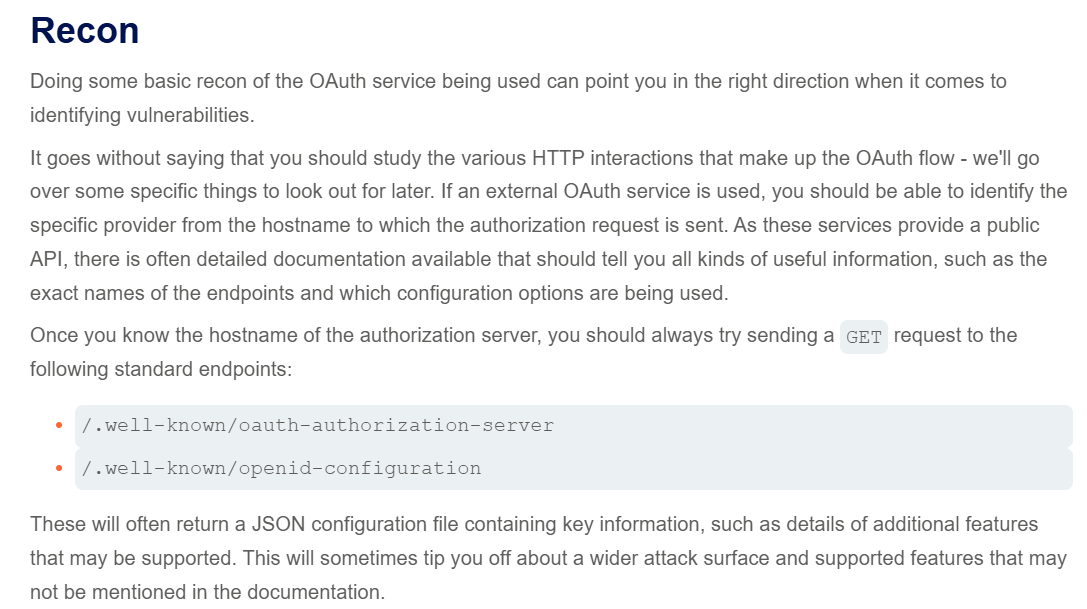 Recon
Doing some basic recon of the OAuth service being used can point you in the right direction when it comes to
identifying vulnerabilities.
It goes without saying that you should study the various HTTP interactions that make up the OAuth flow - we'll go
over some specific things to look out for later. If an external OAuth service is used, you should be able to identify the
specific provider from the hostname to which the authorization request is sent. As these services provide a public
API, there is often detailed documentation available that should tell you all kinds of useful information, such as the
exact names of the endpoints and which configuration options are being used.
Once you know the hostname of the authorization server, you should always try sending a GET request to the
following standard endpoints:
• /.well-known/oauth-authorization-server
• /.well-known/openid-configuration
These will often return a JSON configuration file containing key information, such as details of additional features
that may be supported. This will sometimes tip you off about a wider attack surface and supported features that may
not be mentioned in the documentation.